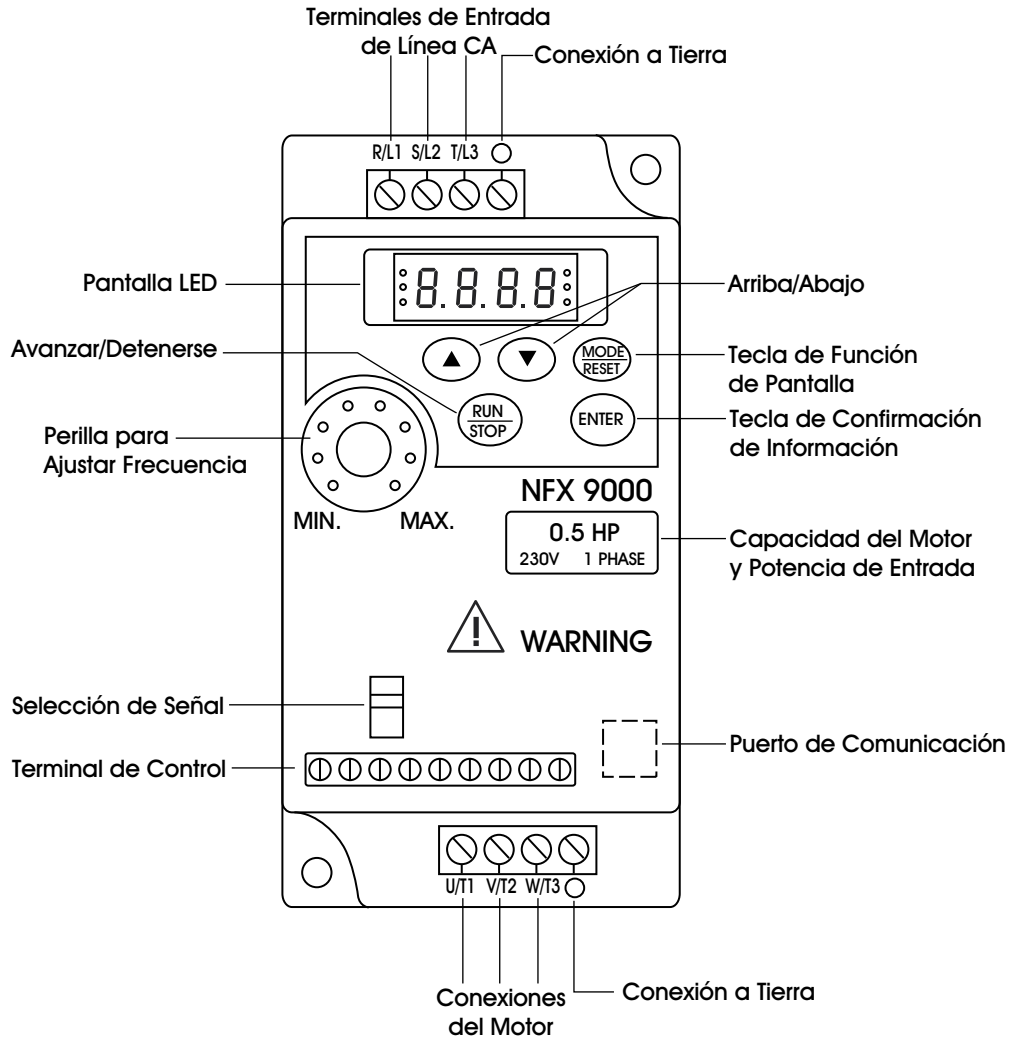 Terminales de Entrada
de Línea CA
Conexión a Tierra
R/L1 S/L2 T/L3
Pantalla LED
8.8.8.8
Arriba/Abajo
Avanzar/Detenerse
MODE
RESET
Tecla de Función
de Pantalla
RUN
STOP
ENTER
Tecla de Confirmación
de Información
Perilla para
Ajustar Frecuencia
MIN. MAX.
NFX 9000
0.5 HP
230V 1 PHASE
Capacidad del Motor
y Potencia de Entrada
WARNING
Selección de Señal
Puerto de Comunicación
Terminal de Control
U/T1 V/T2 W/T3
Conexiones
del Motor
Conexión a Tierra